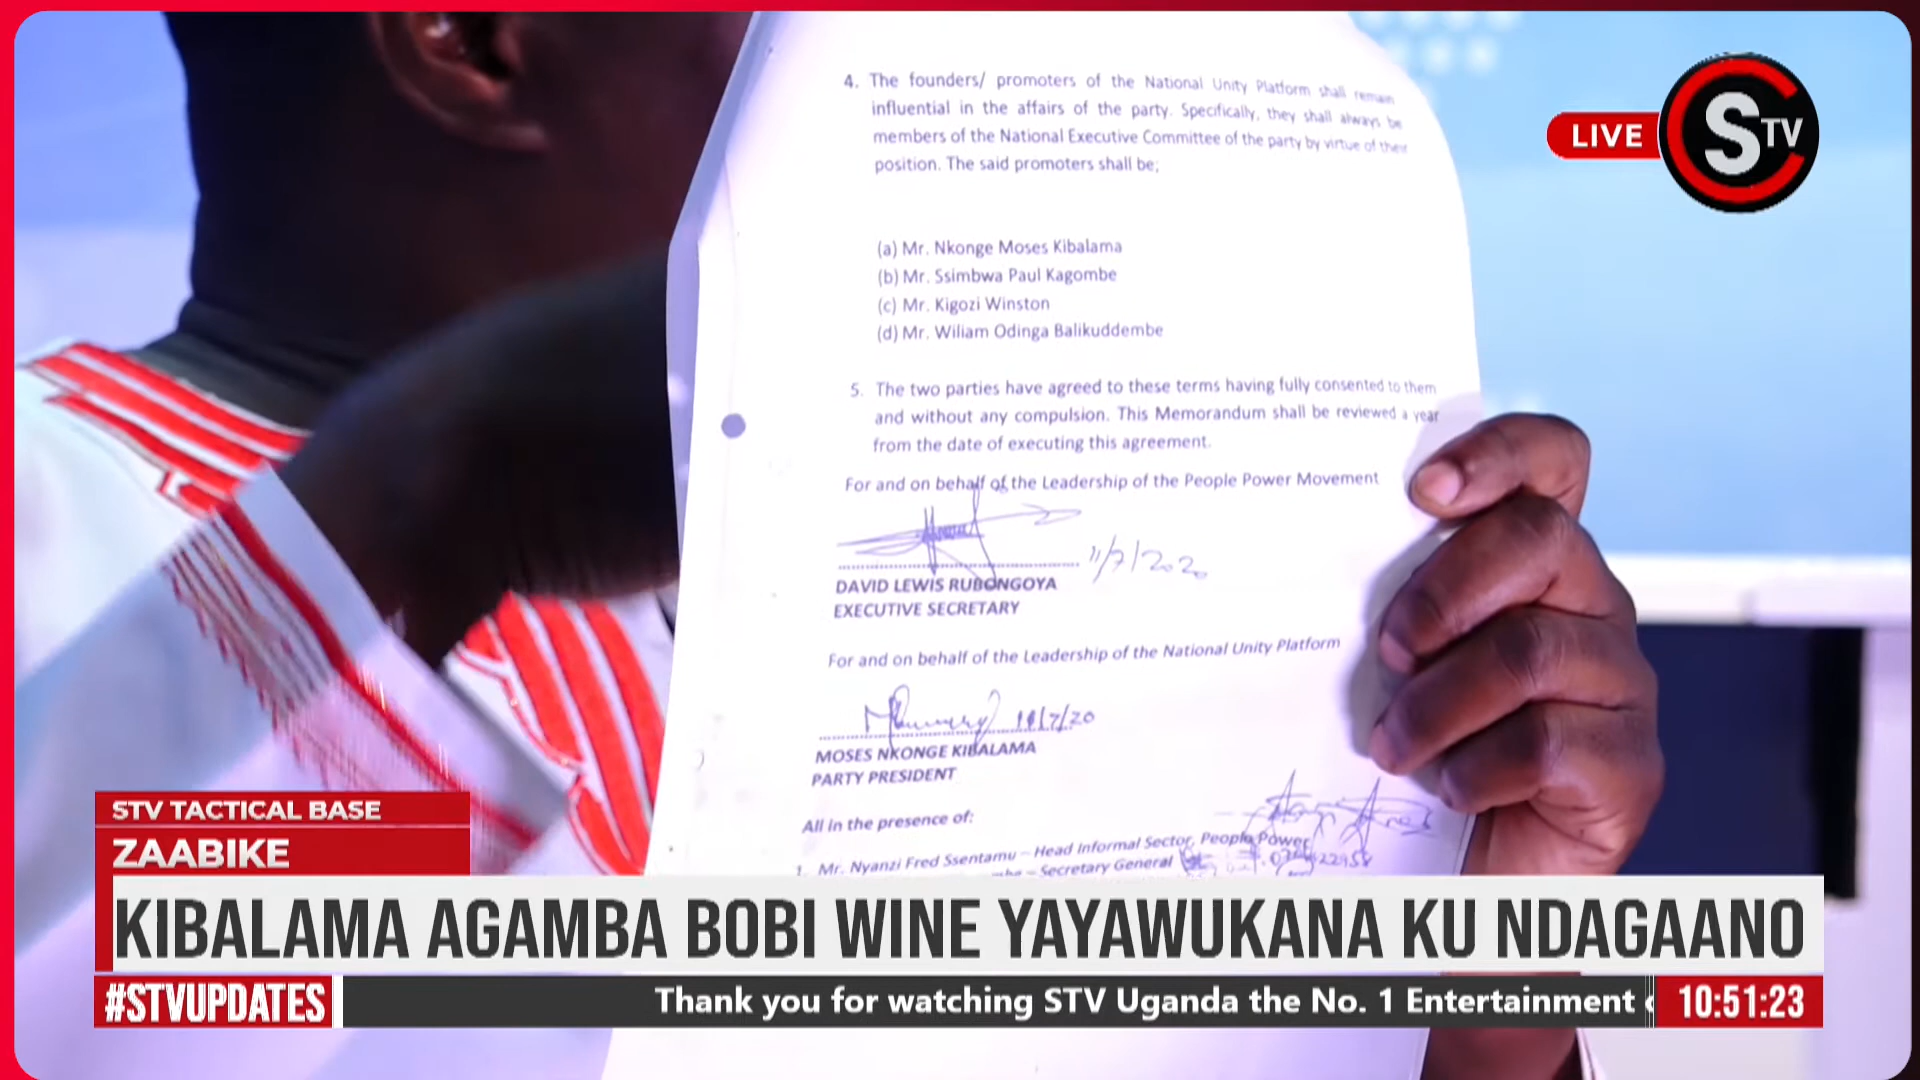 4. The founders/ promoters of the National Unity Platform shall remain
influential in the affairs of the party. Specifically, they shall always be
members of the National Executive Committee of the party by virtue of their
position. The said promoters shall be;
(a) Mr. Nkonge Moses Kibalama
(b) Mr. Ssimbwa Paul Kagombe
(c) Mr. Kigozi Winston
(d) Mr. Wiliam Odinga Balikuddembe
5. The two parties have agreed to these terms having fully consented to them
and without any compulsion. This Memorandum shall be reviewed a year
from the date of executing this agreement.
For and on behalf of the Leadership of the People Power Movement
11/7/2020
DAVID LEWIS RUBONGOYA
EXECUTIVE SECRETARY
For and on behalf of the Leadership of the National Unity Platform
MOSES NKONGE KIBALAMA
PARTY PRESIDENT
All in the presence of:
1. Mr. Nyanzi Fred Ssentamu – Head Informal Sector, People Power
– Secretary General
LIVE
STV
STV TACTICAL BASE
ZAABIKE
KIBALAMA AGAMBA BOBI WINE YAYAWUKANA KU NDAGAANO
#STVUPDATES
Thank you for watching STV Uganda the No. 1 Entertainment
10:51:23